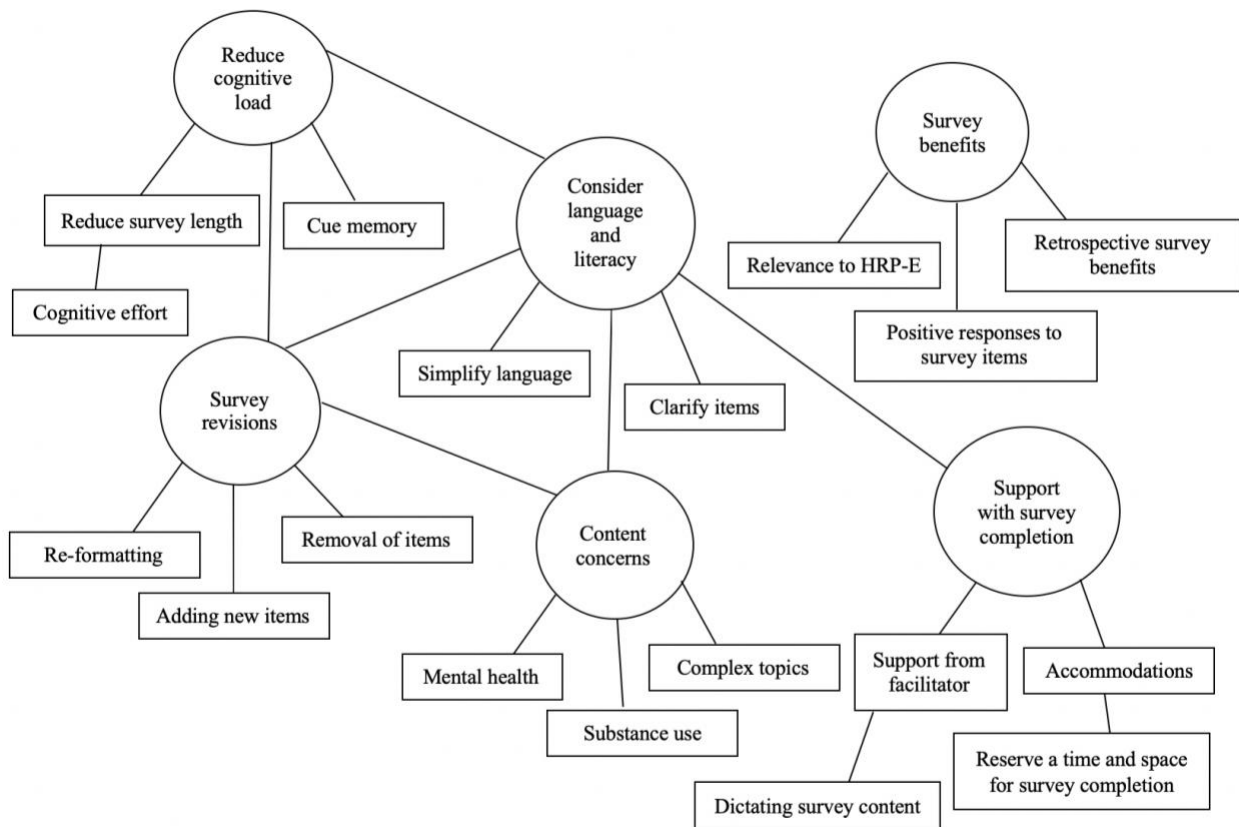 Reduce
cognitive
load
Survey
benefits
Consider
language
and
literacy
Reduce survey length
Cue memory
Relevance to HRP-E
Retrospective survey
benefits
Cognitive effort
Positive responses to
survey items
Simplify language
Clarify items
Survey
revisions
Support
with survey
completion
Re-formatting
Removal of items
Adding new items
Content
concerns
Mental health
Complex topics
Substance use
Support from
facilitator
Accommodations
Dictating survey content
Reserve a time and space
for survey completion